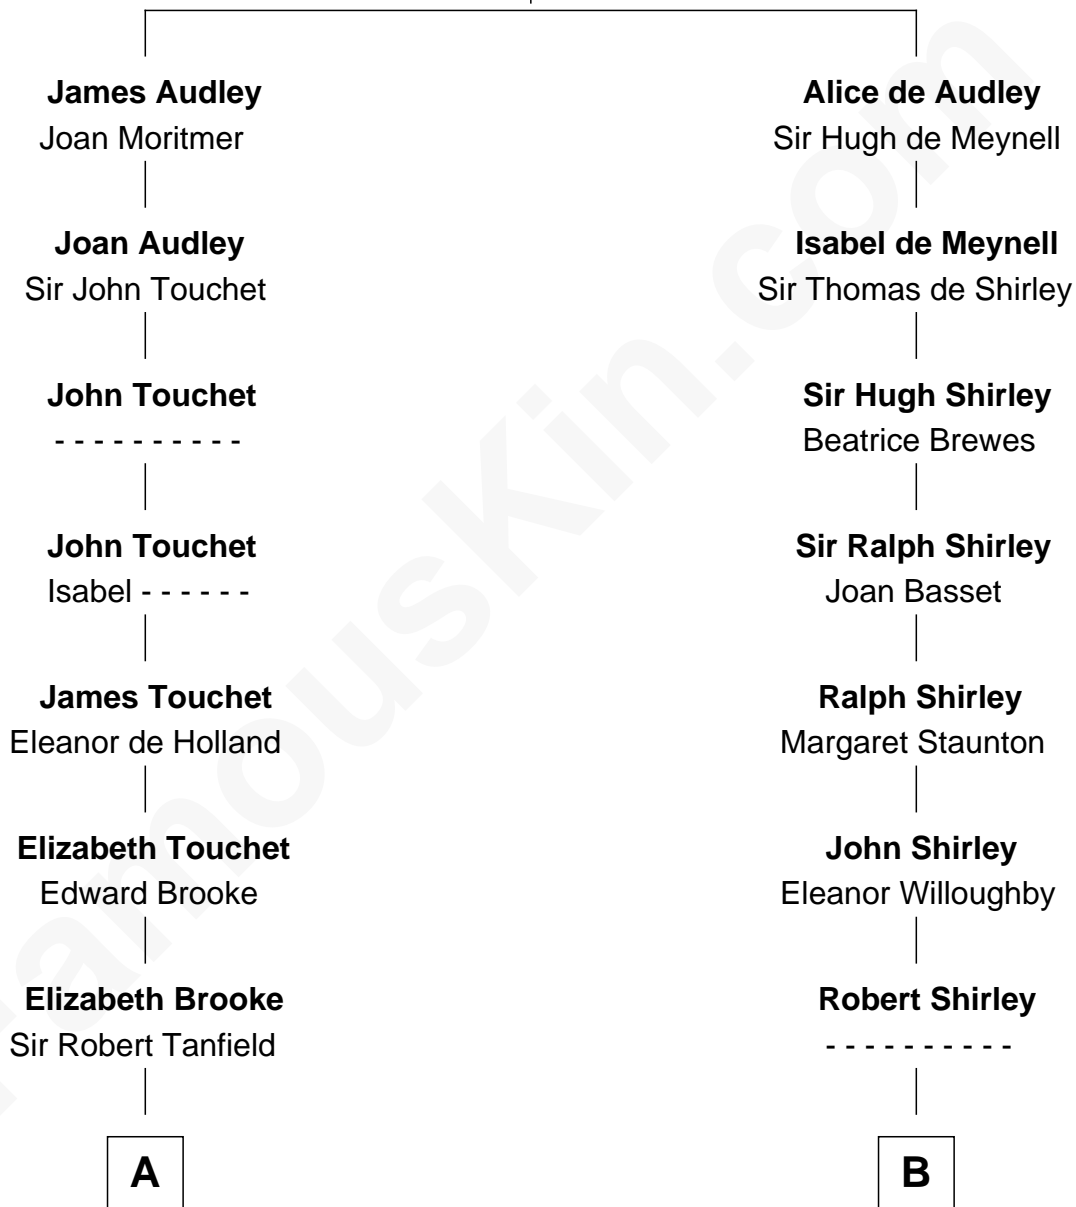 James Audley
Joan Moritmer
Joan Audley
Sir John Touchet
John Touchet
- - - - - - - - - -
John Touchet
Isabel - - - - - -
James Touchet
Eleanor de Holland
Elizabeth Touchet
Edward Brooke
Elizabeth Brooke
Sir Robert Tanfield
A
Alice de Audley
Sir Hugh de Meynell
Isabel de Meynell
Sir Thomas de Shirley
Sir Hugh Shirley
Beatrice Brewes
Sir Ralph Shirley
Joan Basset
Ralph Shirley
Margaret Staunton
John Shirley
Eleanor Willoughby
Robert Shirley
- - - - - - - - - -
B
FamousKin.com